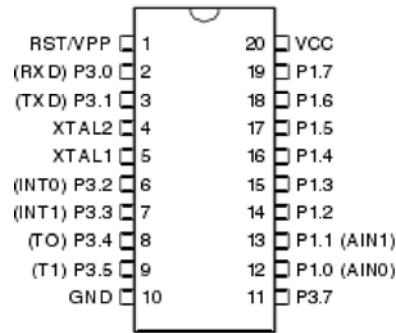 RST/VPP 1 20 VCC
(RXD) P3.0 2 19 P1.7
(TXD) P3.1 3 18 P1.6
XTAL2 4 17 P1.5
XTAL1 5 16 P1.4
(INT0) P3.2 6 15 P1.3
(INT1) P3.3 7 14 P1.2
(TO) P3.4 8 13 P1.1 (AIN1)
(T1) P3.5 9 12 P1.0 (AIN0)
GND 10 11 P3.7